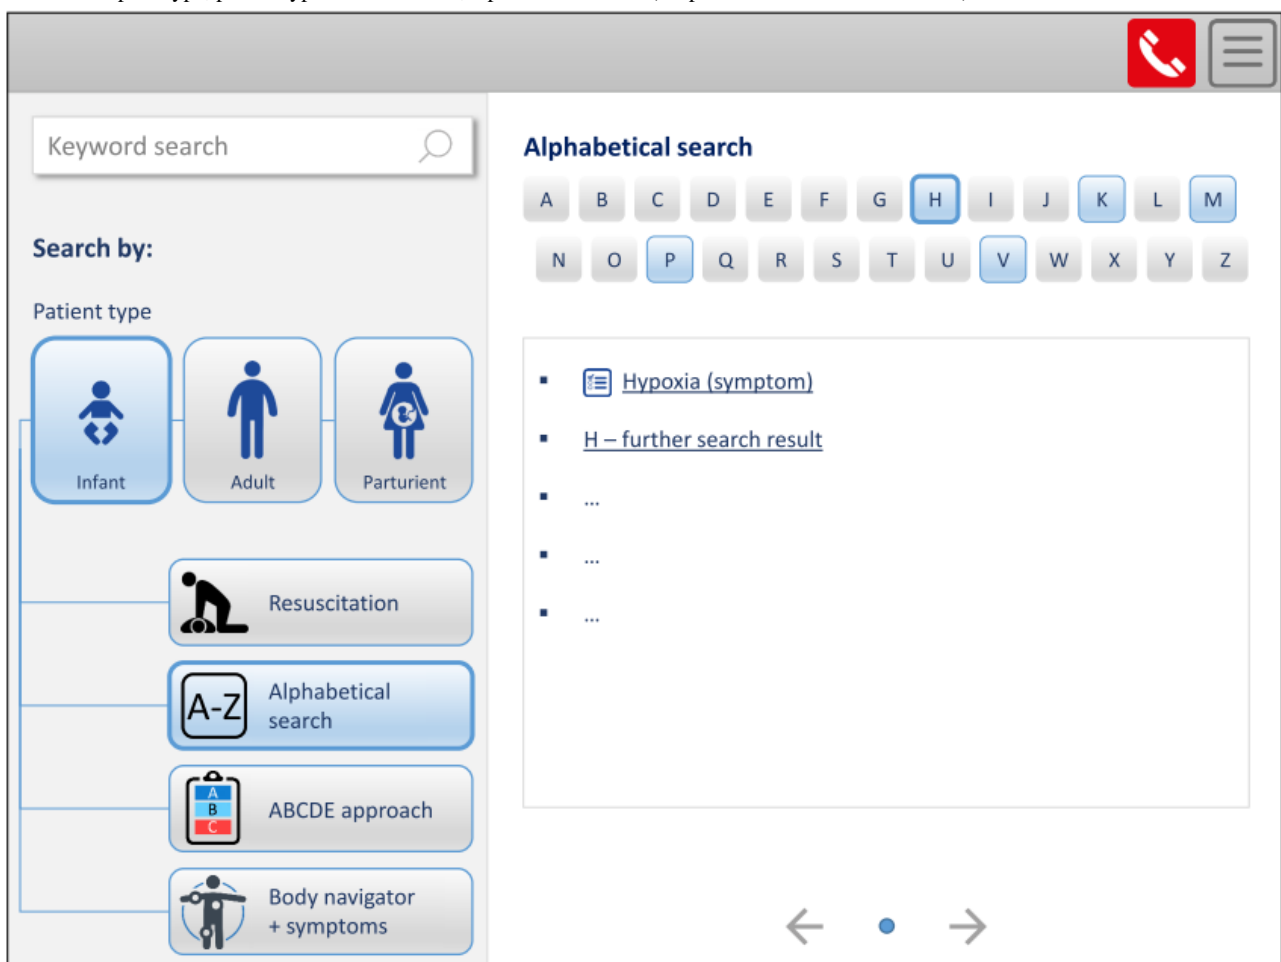 Keyword search
Search by:
Patient type
Infant
Adult
Parturient
Resuscitation
A-Z
Alphabetical
search
A
B
C
ABCDE approach
Body navigator
+ symptoms
Alphabetical search
A B C D E F G H I J K L M
N O P Q R S T U V W X Y Z
Hypoxia (symptom)
H – further search result
...
...
...